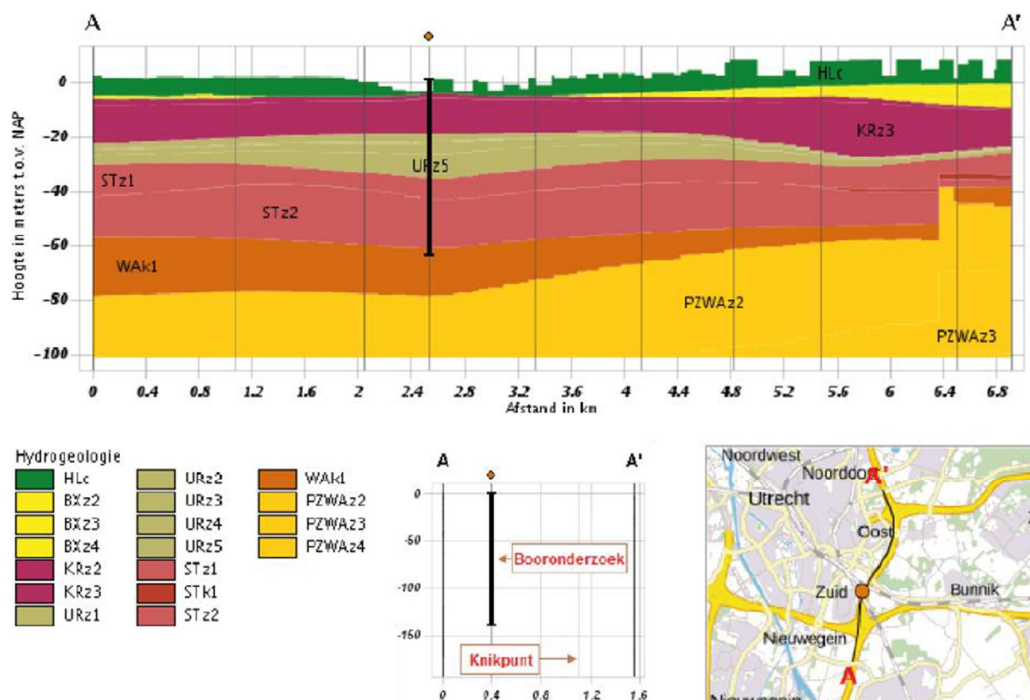 A A'
Hoogte in meters t.o.v. NAP
0
-20
-40
-60
-80
-100
HLc
KRz3
URz5
STz1
STz2
WAk1
PZWAz2
PZWAz3
0 0.4 0.8 1.2 1.6 2 2.4 2.8 3.2 3.6 4 4.4 4.8 5.2 5.6 6 6.4 6.8
Afstand in km
Hydrogeologie
HLc URz2 WAk1
BXz2 URz3 PZWAz2
BXz3 URz4 PZWAz3
BXz4 URz5 PZWAz4
KRz2 STz1
KRz3 STk1
URz1 STz2
A A'
0
-50
-100
-150
Booronderzoek
Knikpunt
0 0.4 0.8 1.2 1.6
Noordwest
Noordoost
A'
Utrecht
Oost
Zuid
Bunnik
Nieuwegein
A
Nieuwegein